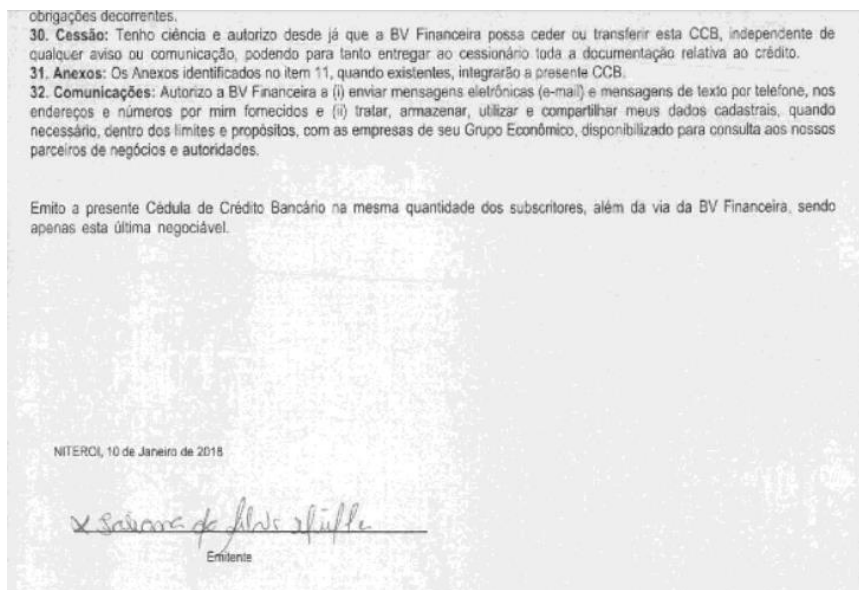 obrigações decorrentes.
30. Cessão: Tenho ciência e autorizo desde já que a BV Financeira possa ceder ou transferir esta CCB, independente de
qualquer aviso ou comunicação, podendo para tanto entregar ao cessionário toda a documentação relativa ao crédito.
31. Anexos: Os Anexos identificados no item 11, quando existentes, integrarão a presente CCB.
32. Comunicações: Autorizo a BV Financeira a (i) enviar mensagens eletrônicas (e-mail) e mensagens de texto por telefone, nos
endereços e números por mim fornecidos e (ii) tratar, armazenar, utilizar e compartilhar meus dados cadastrais, quando
necessário, dentro dos limites e propósitos, com as empresas de seu Grupo Econômico, disponibilizado para consulta aos nossos
parceiros de negócios e autoridades.
Emito a presente Cédula de Crédito Bancário na mesma quantidade dos subscritores, além da via da BV Financeira, sendo
apenas esta última negociável.
NITEROI, 10 de Janeiro de 2018
x da Silva
Emitente